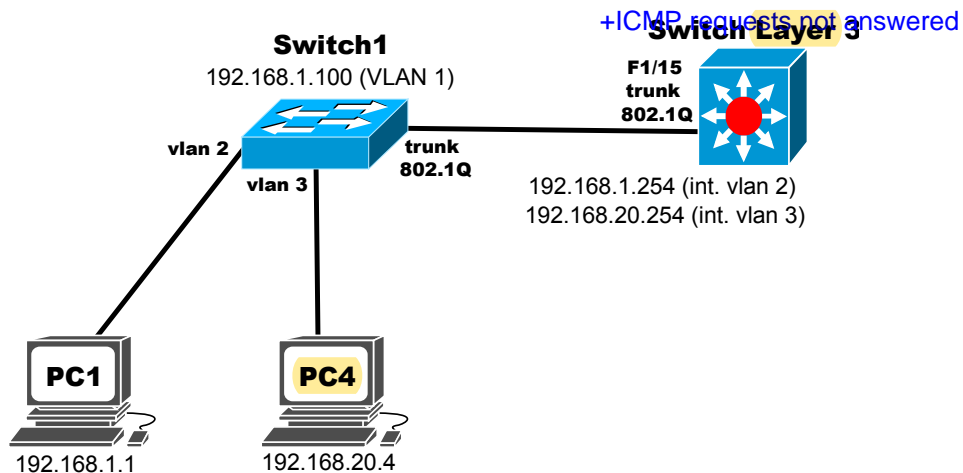 +ICMP requests not answered
Switch Layer 3
Switch1
192.168.1.100 (VLAN 1)
F1/15
trunk
802.1Q
vlan 2
trunk
802.1Q
vlan 3
192.168.1.254 (int. vlan 2)
192.168.20.254 (int. vlan 3)
PC1
PC4
192.168.1.1
192.168.20.4